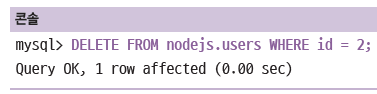 콘솔
mysql> DELETE FROM nodejs.users WHERE id = 2;
Query OK, 1 row affected (0.00 sec)